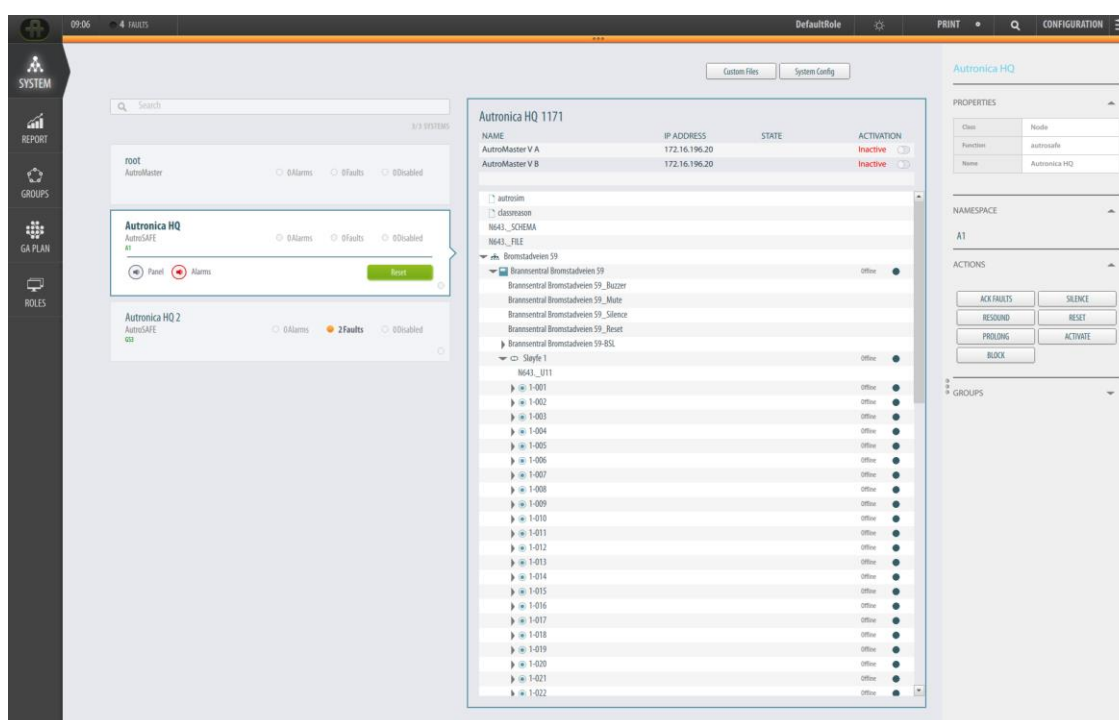 09:06 4 FAULTS DefaultRole PRINT CONFIGURATION
SYSTEM
REPORT
GROUPS
GA PLAN
ROLES
Custom Files System Config
Search
3/3 SYSTEMS
root
AutroMaster 0Alarms 0Faults 0Disabled
Autronica HQ
AutroSAFE 0Alarms 0Faults 0Disabled
A1
Panel Alarms Reset
Autronica HQ 2
AutroSAFE 0Alarms 2Faults 0Disabled
GS2
Autronica HQ 1171
NAME IP ADDRESS STATE ACTIVATION
AutroMaster V A 172.16.196.20 Inactive
AutroMaster V B 172.16.196.20 Inactive
autrosim
classreason
N643._SCHEMA
N643._FILE
Bromstadveien 59
Brannsentral Bromstadveien 59 Offline
Brannsentral Bromstadveien 59_Buzzer
Brannsentral Bromstadveien 59_Mute
Brannsentral Bromstadveien 59_Silence
Brannsentral Bromstadveien 59_Reset
Brannsentral Bromstadveien 59-BSL
Sløyfe 1 Offline
N643._U11
1-001 Offline
1-002 Offline
1-003 Offline
1-004 Offline
1-005 Offline
1-006 Offline
1-007 Offline
1-008 Offline
1-009 Offline
1-010 Offline
1-011 Offline
1-012 Offline
1-013 Offline
1-014 Offline
1-015 Offline
1-016 Offline
1-017 Offline
1-018 Offline
1-019 Offline
1-020 Offline
1-021 Offline
1-022 Offline
Autronica HQ
PROPERTIES
Class Node
Function autrosafe
Name Autronica HQ
NAMESPACE
A1
ACTIONS
ACK FAULTS SILENCE
RESOUND RESET
PROLONG ACTIVATE
BLOCK
GROUPS